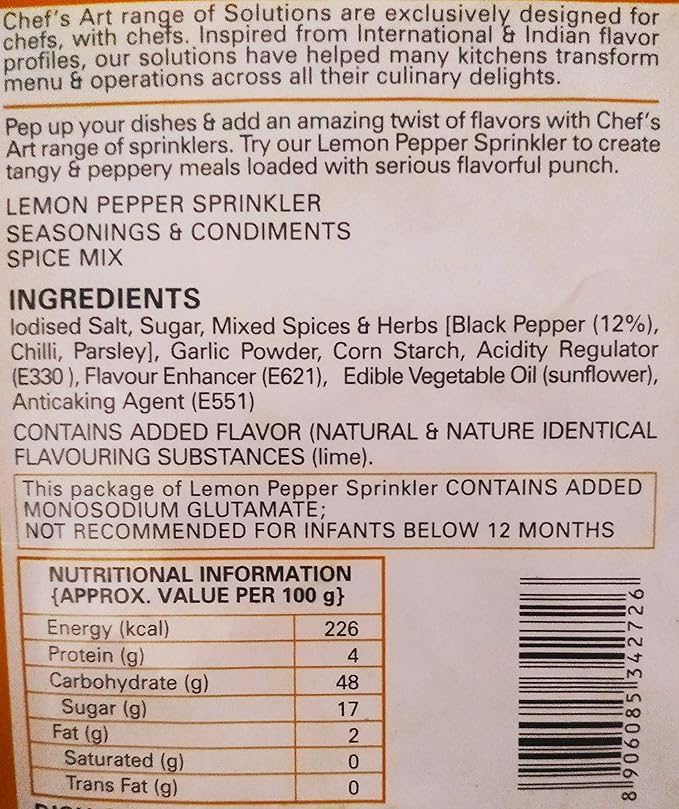 Chef's Art range of Solutions are exclusively designed for
chefs, with chefs. Inspired from International & Indian flavor
profiles, our solutions have helped many kitchens transform
menu & operations across all their culinary delights.
Pep up your dishes & add an amazing twist of flavors with Chef's
Art range of sprinklers. Try our Lemon Pepper Sprinkler to create
tangy & peppery meals loaded with serious flavorful punch.
LEMON PEPPER SPRINKLER
SEASONINGS & CONDIMENTS
SPICE MIX
INGREDIENTS
Iodised Salt, Sugar, Mixed Spices & Herbs [Black Pepper (12%),
Chilli, Parsley], Garlic Powder, Corn Starch, Acidity Regulator
(E330 ), Flavour Enhancer (E621), Edible Vegetable Oil (sunflower),
Anticaking Agent (E551)
CONTAINS ADDED FLAVOR (NATURAL & NATURE IDENTICAL
FLAVOURING SUBSTANCES (lime).
This package of Lemon Pepper Sprinkler CONTAINS ADDED
MONOSODIUM GLUTAMATE;
NOT RECOMMENDED FOR INFANTS BELOW 12 MONTHS
NUTRITIONAL INFORMATION
{APPROX. VALUE PER 100 g}
Energy (kcal) 226
Protein (g) 4
Carbohydrate (g) 48
Sugar (g) 17
Fat (g) 2
Saturated (g) 0
Trans Fat (g) 0
8 906085 342726